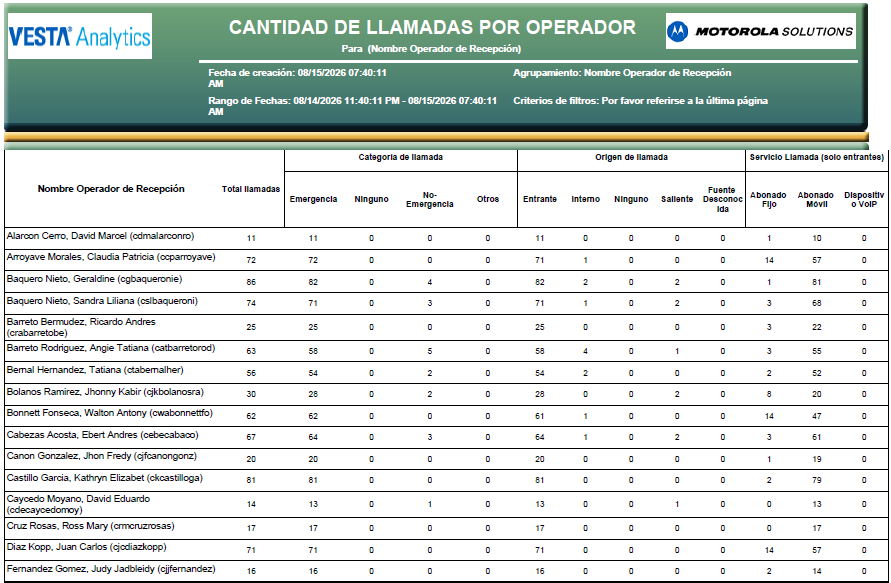 VESTA® Analytics
CANTIDAD DE LLAMADAS POR OPERADOR
Para (Nombre Operador de Recepción)
MOTOROLA SOLUTIONS
Fecha de creación: 08/15/2026 07:40:11 AM
Agrupamiento: Nombre Operador de Recepción
Rango de Fechas: 08/14/2026 11:40:11 PM - 08/15/2026 07:40:11 AM
Criterios de filtros: Por favor referirse a la última página
Categoria de llamada Origen de llamada Servicio Llamada (solo entrantes)
Nombre Operador de Recepción Total llamadas Emergencia Ninguno No-Emergencia Otros Entrante Interno Ninguno Saliente Fuente Desconocida Abonado Fijo Abonado Móvil Dispositivo VoIP
Alarcon Cerro, David Marcel (cdmalarconro) 11 11 0 0 0 11 0 0 0 0 1 10 0
Arroyave Morales, Claudia Patricia (ccparroyave) 72 72 0 0 0 71 1 0 0 0 14 57 0
Baquero Nieto, Geraldine (cgbaqueronie) 86 82 0 4 0 82 2 0 2 0 1 81 0
Baquero Nieto, Sandra Liliana (cslbaqueroni) 74 71 0 3 0 71 1 0 2 0 3 68 0
Barreto Bermudez, Ricardo Andres (crabarretobe) 25 25 0 0 0 25 0 0 0 0 3 22 0
Barreto Rodriguez, Angie Tatiana (catbarretorod) 63 58 0 5 0 58 4 0 1 0 3 55 0
Bernal Hernandez, Tatiana (ctabernalher) 56 54 0 2 0 54 2 0 0 0 2 52 0
Bolanos Ramirez, Jhonny Kabir (cjkbolanosra) 30 28 0 2 0 28 0 0 2 0 8 20 0
Bonnett Fonseca, Walton Antony (cwabonnettfo) 62 62 0 0 0 61 1 0 0 0 14 47 0
Cabezas Acosta, Ebert Andres (cebecabaco) 67 64 0 3 0 64 1 0 2 0 3 61 0
Canon Gonzalez, Jhon Fredy (cjfcanongonz) 20 20 0 0 0 20 0 0 0 0 1 19 0
Castillo Garcia, Kathryn Elizabet (ckcastilloga) 81 81 0 0 0 81 0 0 0 0 2 79 0
Caycedo Moyano, David Eduardo (cdecaycedomoy) 14 13 0 1 0 13 0 0 1 0 0 13 0
Cruz Rosas, Ross Mary (crmcruzrosas) 17 17 0 0 0 17 0 0 0 0 0 17 0
Diaz Kopp, Juan Carlos (cjcdiazkopp) 71 71 0 0 0 71 0 0 0 0 14 57 0
Fernandez Gomez, Judy Jadbleidy (cjjfernandez) 16 16 0 0 0 16 0 0 0 0 2 14 0